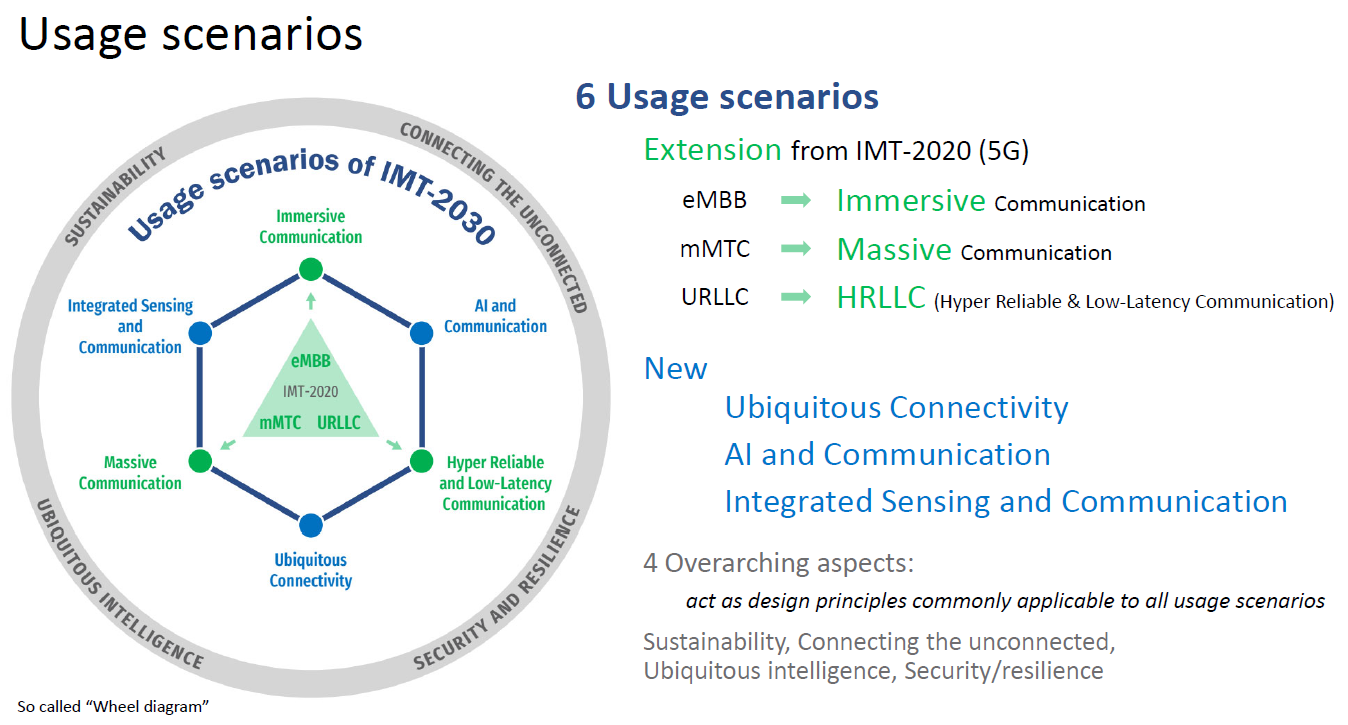 Usage scenarios
SUSTAINABILITY
CONNECTING THE UNCONNECTED
Usage scenarios of IMT-2030
Immersive
Communication
Integrated Sensing
and
Communication
AI and
Communication
eMBB
IMT-2020
mMTC URLLC
Massive
Communication
Hyper Reliable
and Low-Latency
Communication
Ubiquitous
Connectivity
UBIQUITOUS INTELLIGENCE
SECURITY AND RESILIENCE
So called “Wheel diagram”
6 Usage scenarios
Extension from IMT-2020 (5G)
eMBB Immersive Communication
mMTC Massive Communication
URLLC HRLLC (Hyper Reliable & Low-Latency Communication)
New
Ubiquitous Connectivity
AI and Communication
Integrated Sensing and Communication
4 Overarching aspects:
act as design principles commonly applicable to all usage scenarios
Sustainability, Connecting the unconnected,
Ubiquitous intelligence, Security/resilience